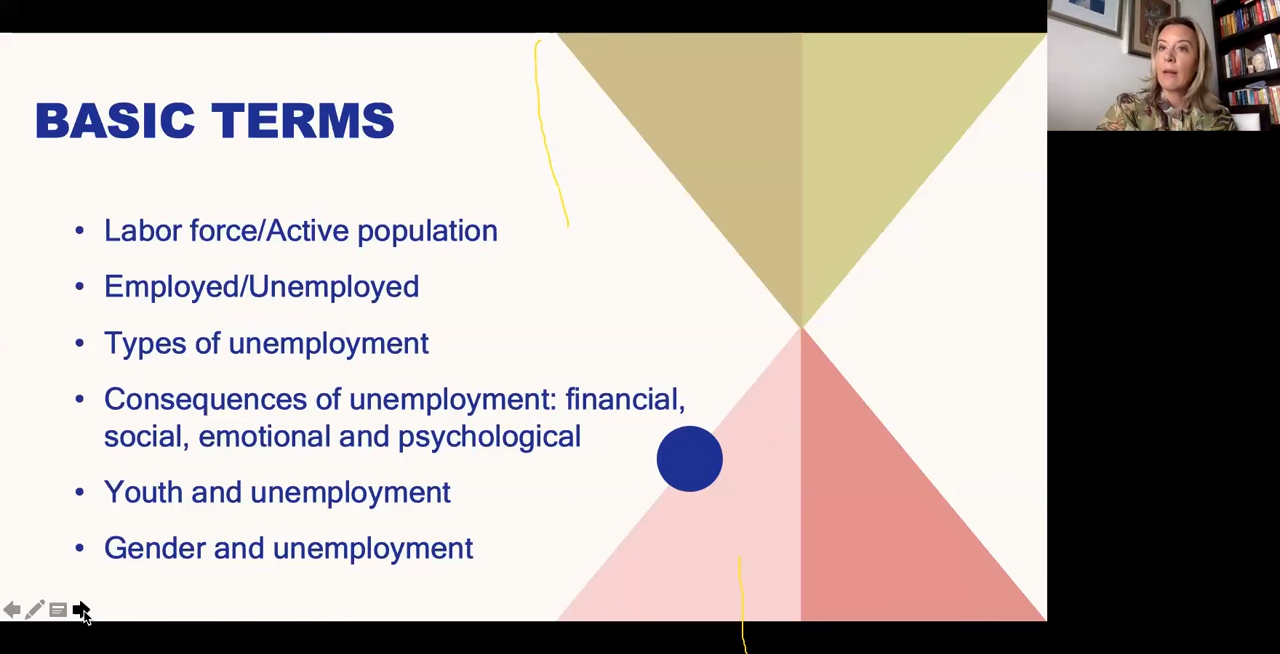 BASIC TERMS
• Labor force/Active population
• Employed/Unemployed
• Types of unemployment
• Consequences of unemployment: financial,
social, emotional and psychological
• Youth and unemployment
• Gender and unemployment